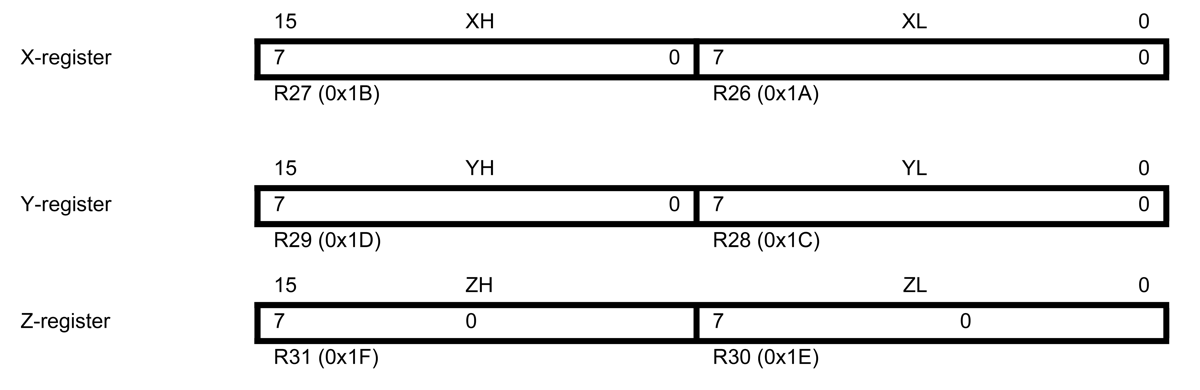 15 XH XL 0
X-register 7 0 7 0
R27 (0x1B) R26 (0x1A)
15 YH YL 0
Y-register 7 0 7 0
R29 (0x1D) R28 (0x1C)
15 ZH ZL 0
Z-register 7 0 7 0
R31 (0x1F) R30 (0x1E)